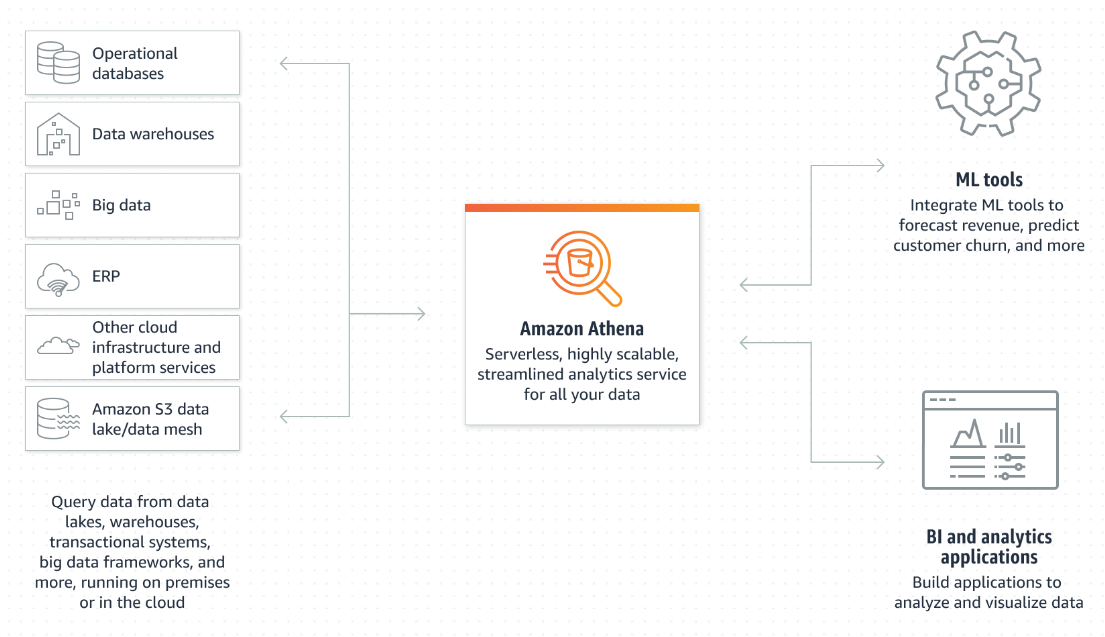 Operational
databases
Data warehouses
Big data
ERP
Other cloud
infrastructure and
platform services
Amazon S3 data
lake/data mesh
Query data from data
lakes, warehouses,
transactional systems,
big data frameworks, and
more, running on premises
or in the cloud
Amazon Athena
Serverless, highly scalable,
streamlined analytics service
for all your data
ML tools
Integrate ML tools to
forecast revenue, predict
customer churn, and more
BI and analytics
applications
Build applications to
analyze and visualize data